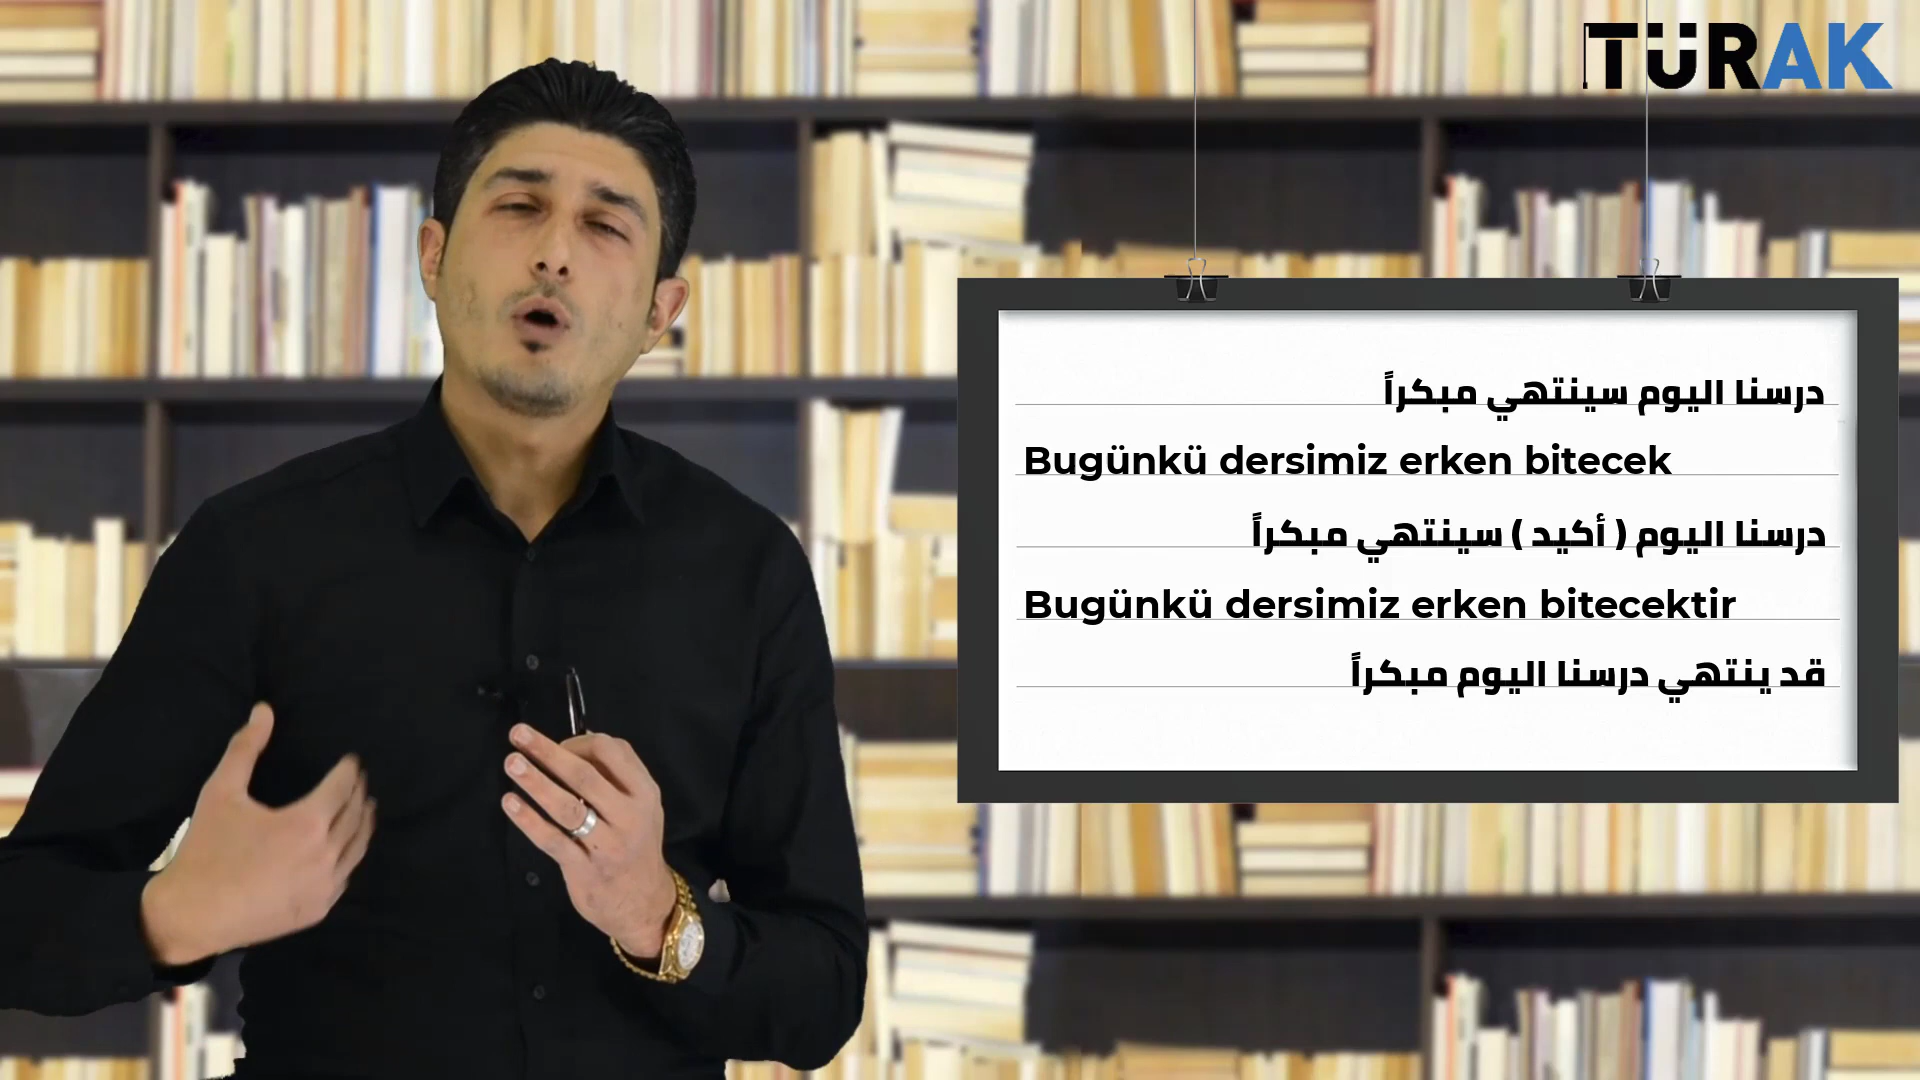 TÜRAK
درسنا اليوم سينتهي مبكراً
Bugünkü dersimiz erken bitecek
درسنا اليوم ( أكيد ) سينتهي مبكراً
Bugünkü dersimiz erken bitecektir
قد ينتهي درسنا اليوم مبكراً